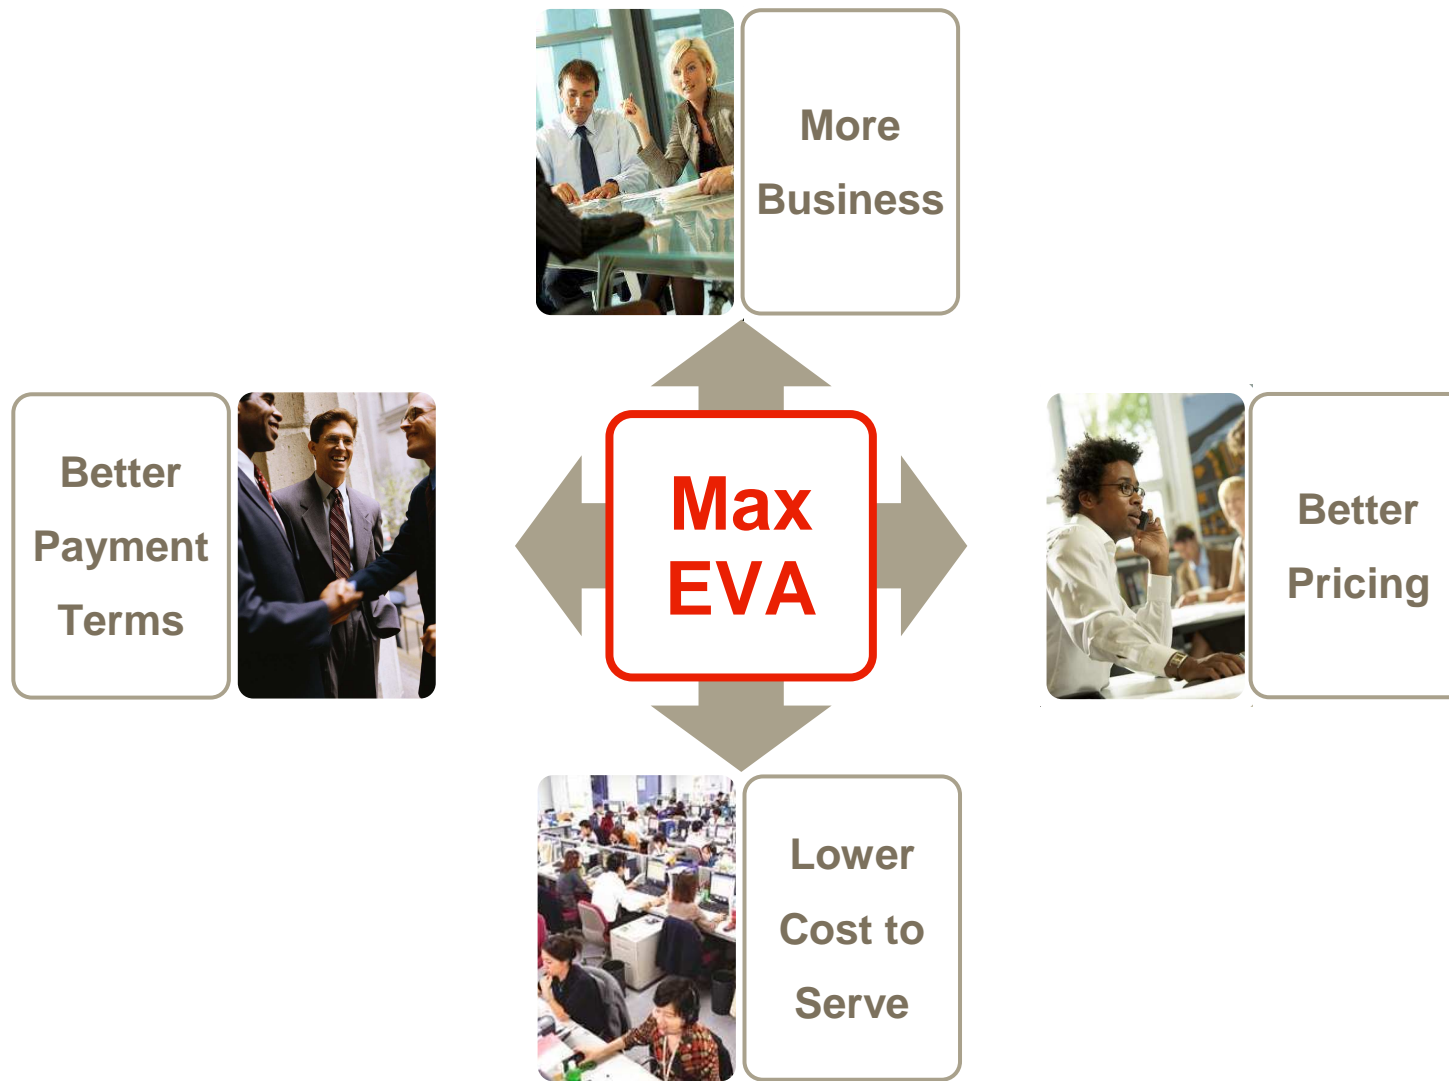 More
Business
Better
Payment
Terms
Max
EVA
Better
Pricing
Lower
Cost to
Serve